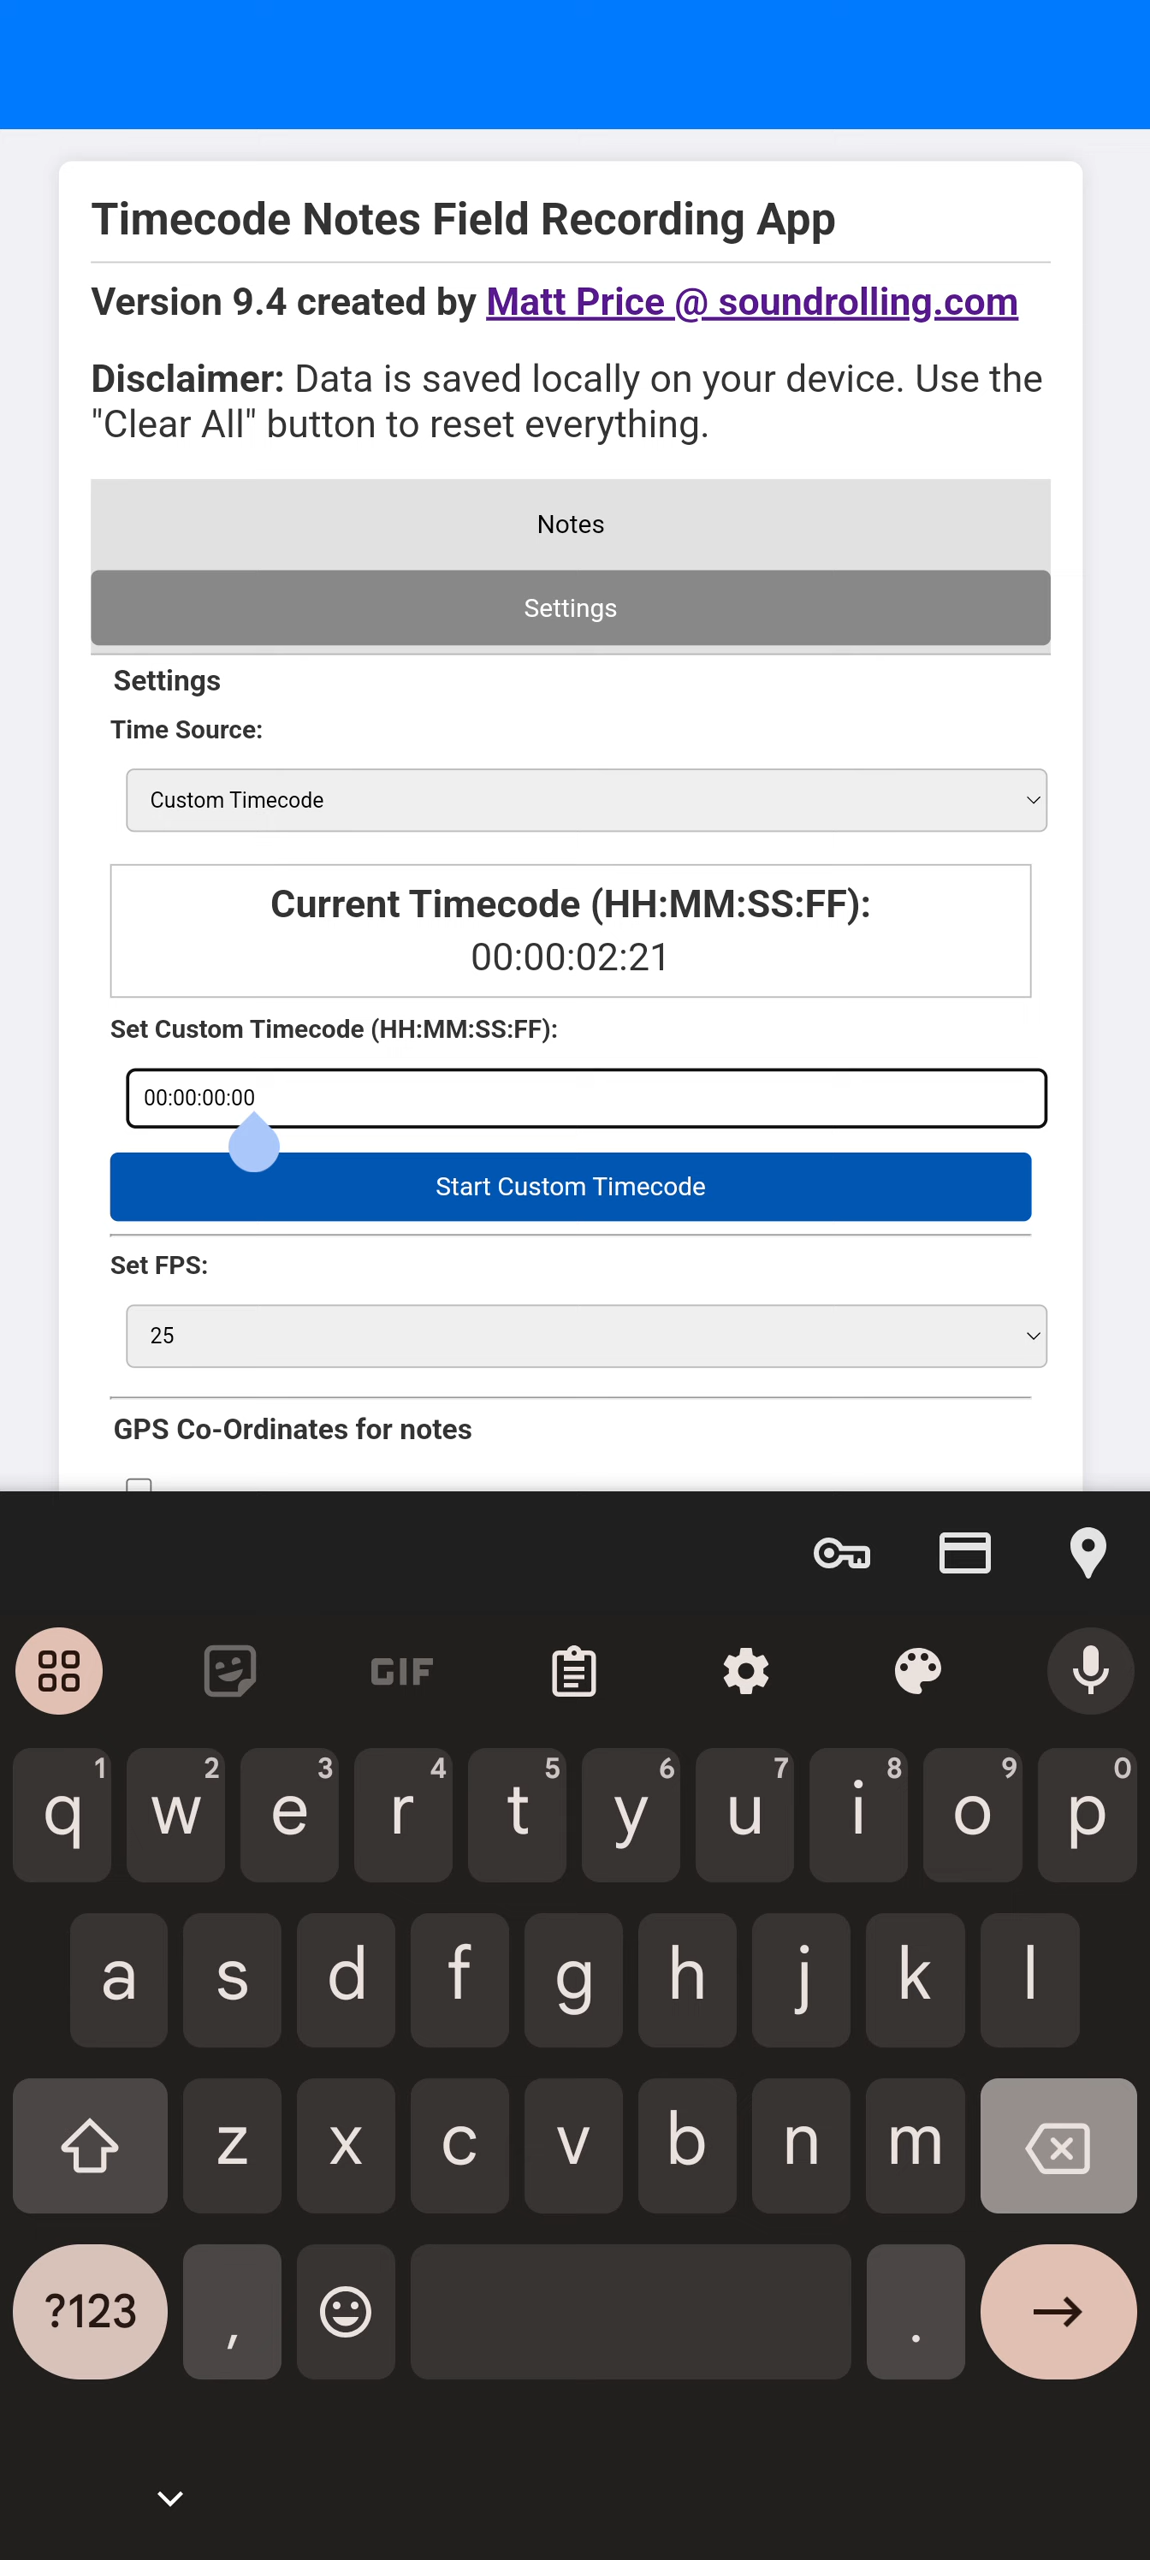 Timecode Notes Field Recording App
Version 9.4 created by Matt Price @ soundrolling.com
Disclaimer: Data is saved locally on your device. Use the
"Clear All" button to reset everything.
Notes
Settings
Settings
Time Source:
Custom Timecode
Current Timecode (HH:MM:SS:FF):
00:00:02:21
Set Custom Timecode (HH:MM:SS:FF):
00:00:00:00
Start Custom Timecode
Set FPS:
25
GPS Co-Ordinates for notes
GIF
1 2 3 4 5 6 7 8 9 0
q w e r t y u i o p
a s d f g h j k l
z x c v b n m
?123 , .